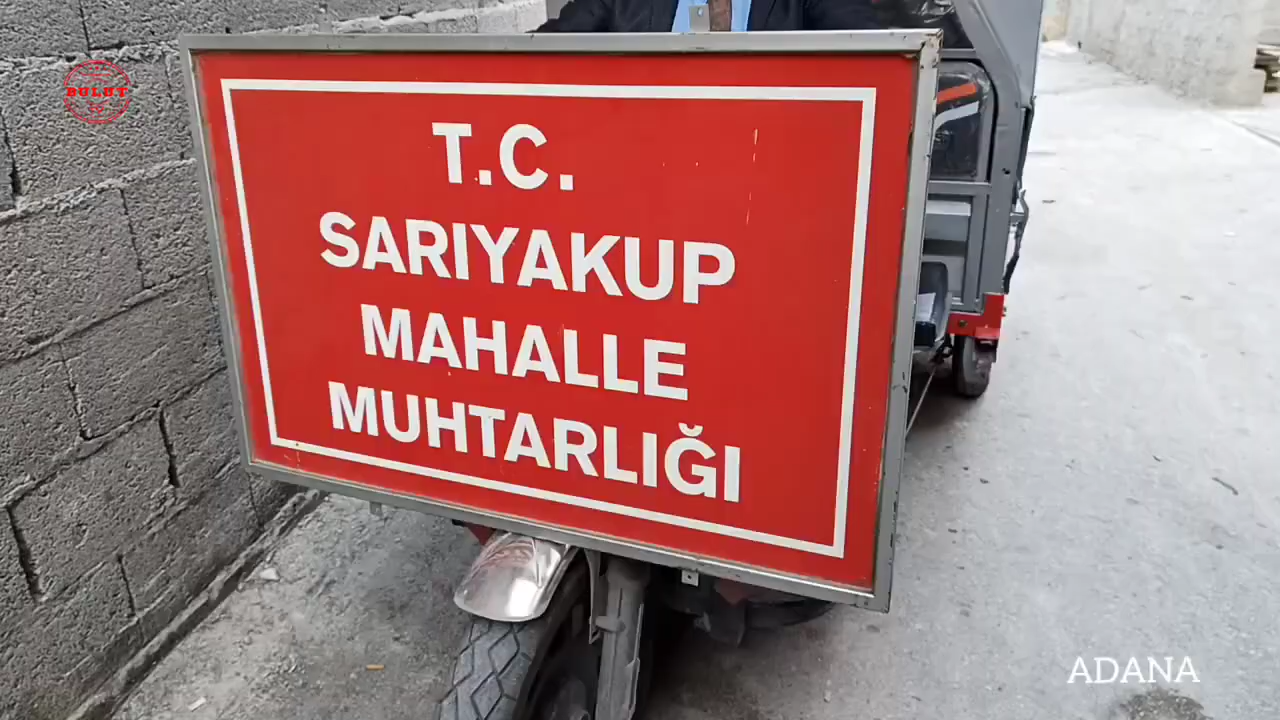 BULUT
T.C.
SARIYAKUP
MAHALLE
MUHTARLIĞI
ADANA